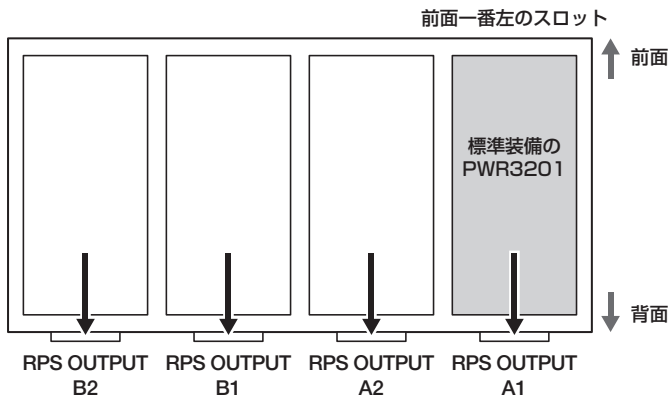 前面一番左のスロット
前面
標準装備の
PWR3201
背面
RPS OUTPUT
B2
RPS OUTPUT
B1
RPS OUTPUT
A2
RPS OUTPUT
A1